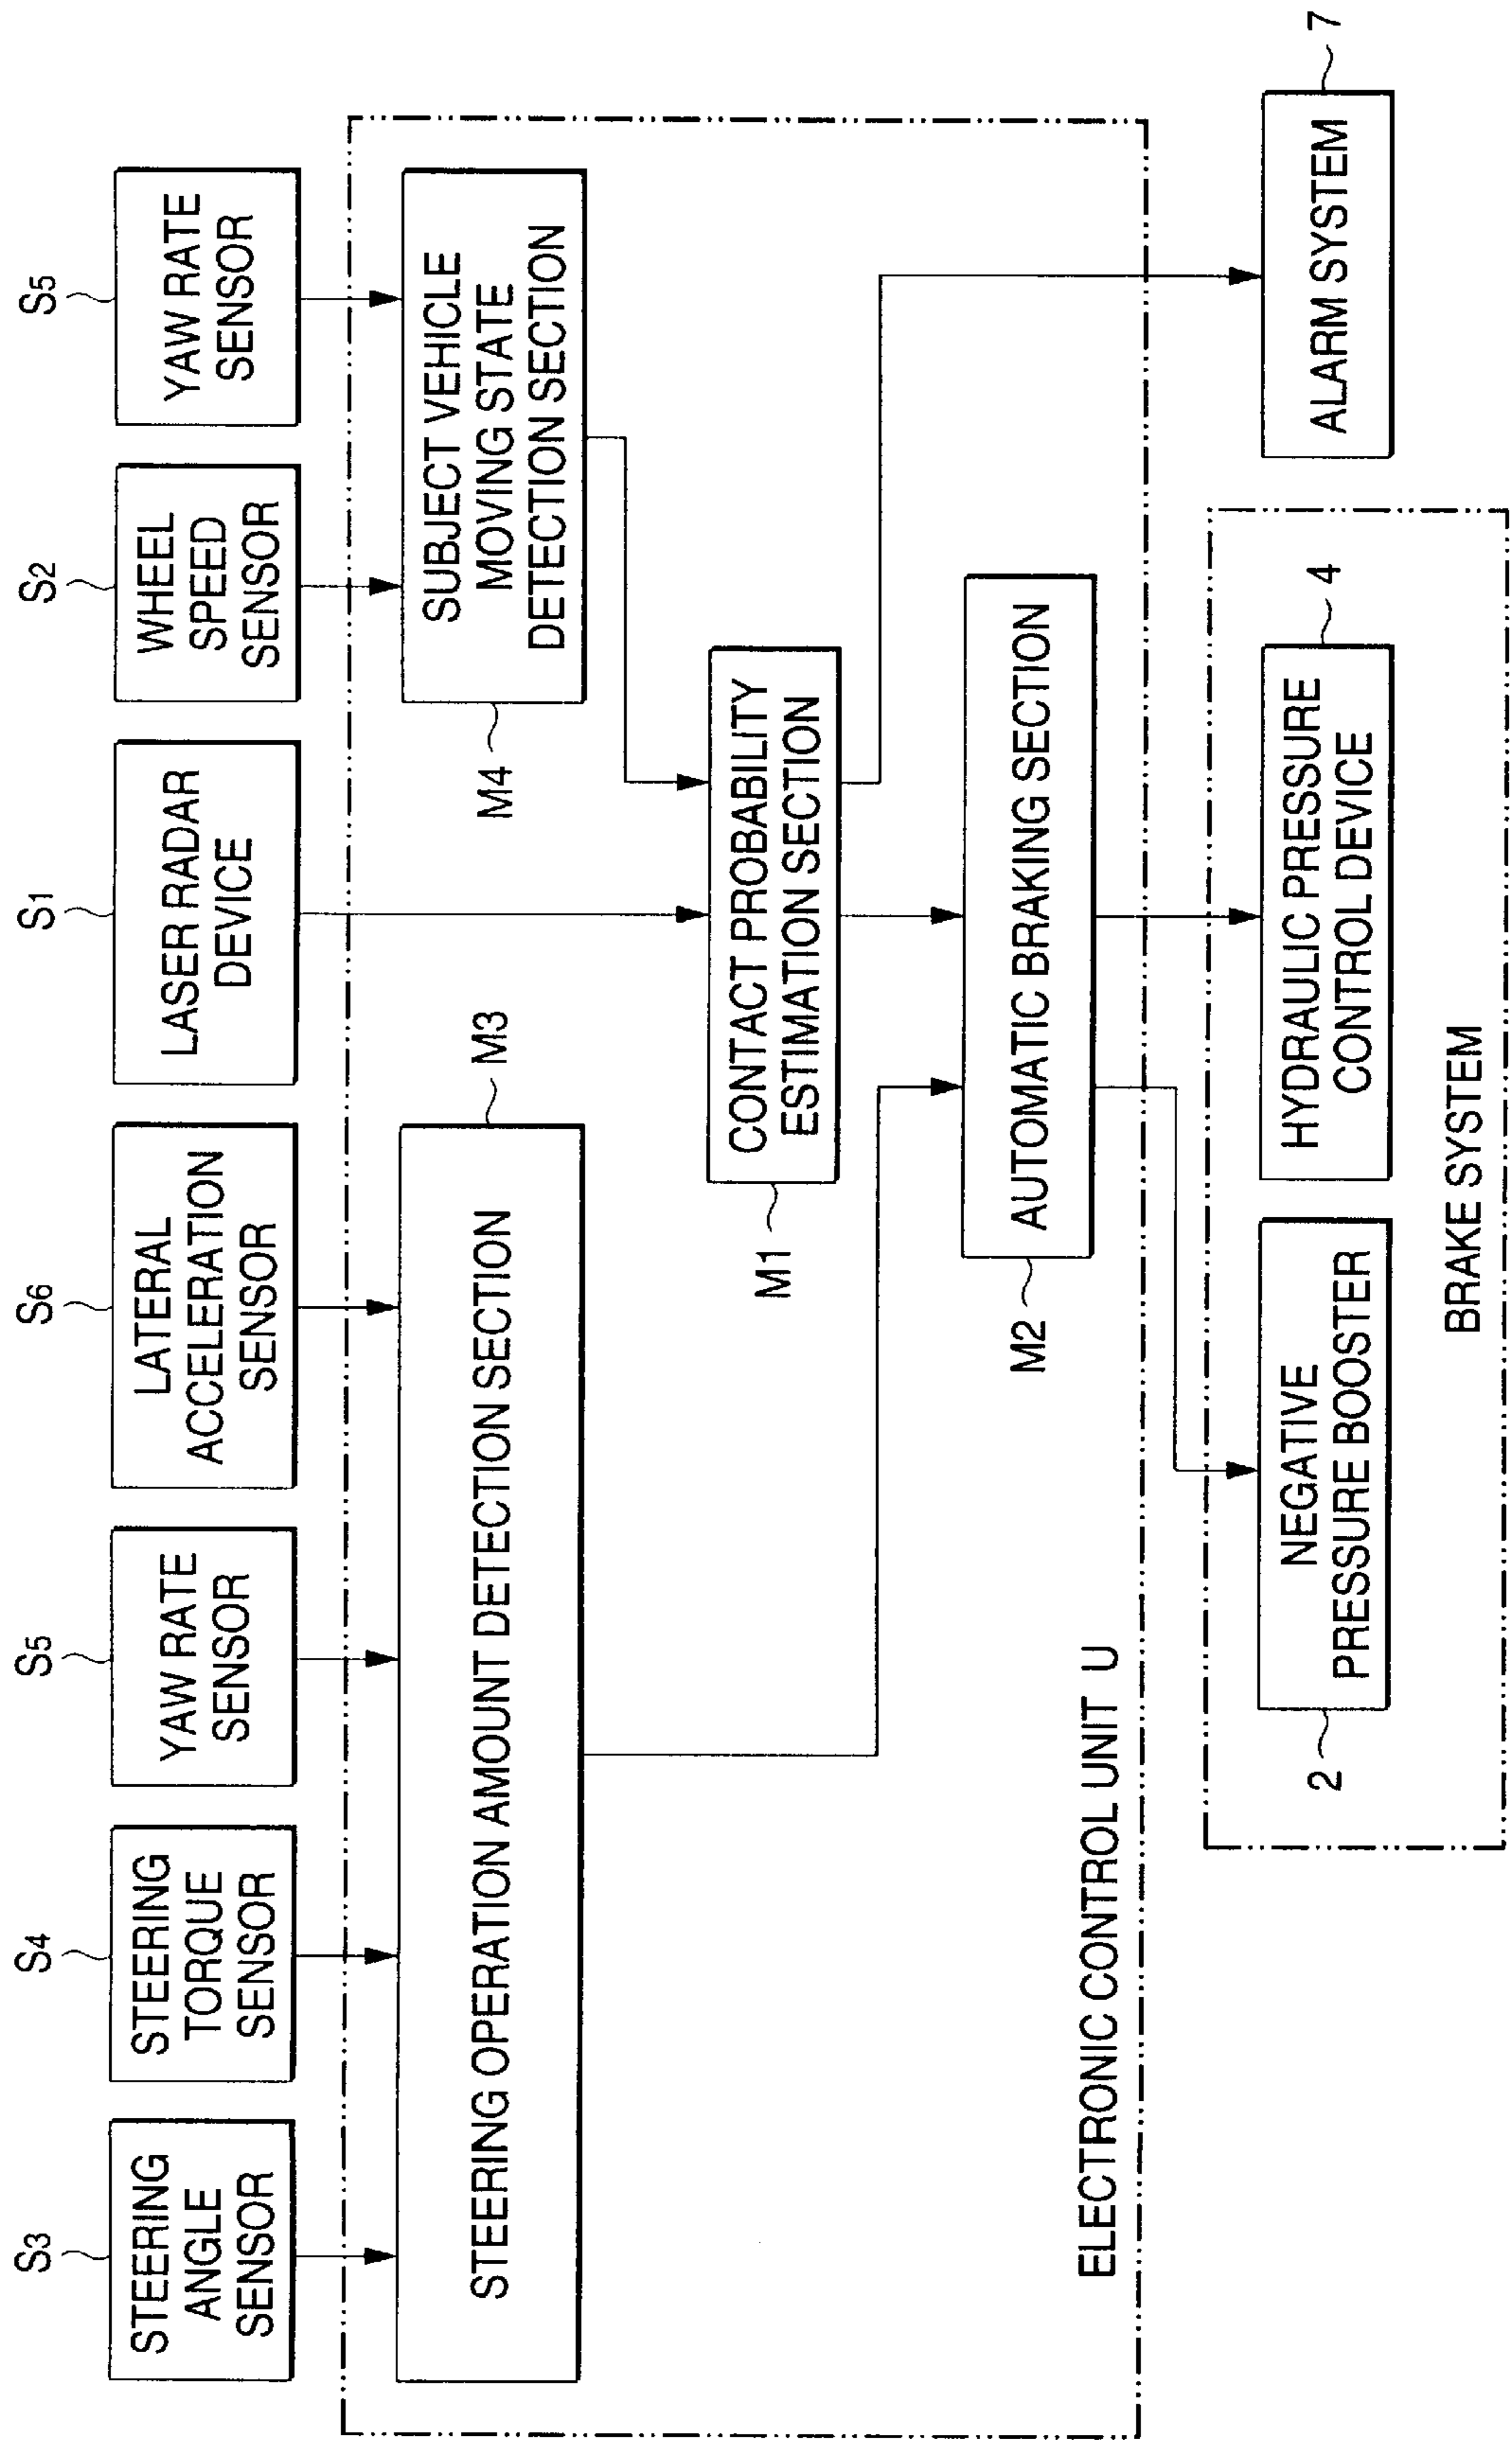 S3
S4
S5
S6
S1
S2
S5
STEERING
ANGLE
SENSOR
STEERING
TORQUE
SENSOR
YAW RATE
SENSOR
LATERAL
ACCELERATION
SENSOR
LASER RADAR
DEVICE
WHEEL
SPEED
SENSOR
YAW RATE
SENSOR
M3
STEERING OPERATION AMOUNT DETECTION SECTION
M4
SUBJECT VEHICLE
MOVING STATE
DETECTION SECTION
M1
CONTACT PROBABILITY
ESTIMATION SECTION
M2
AUTOMATIC BRAKING SECTION
ELECTRONIC CONTROL UNIT U
2
NEGATIVE
PRESSURE BOOSTER
HYDRAULIC PRESSURE
CONTROL DEVICE
4
ALARM SYSTEM
7
BRAKE SYSTEM